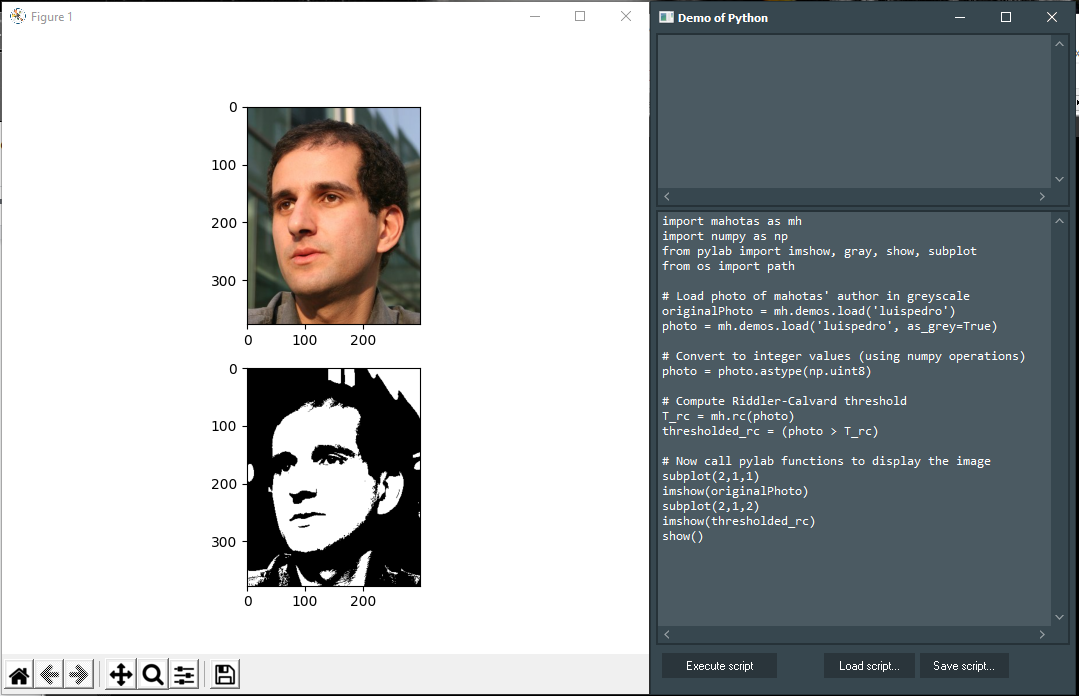 Figure 1
0
100
200
300
0 100 200
0
100
200
300
0 100 200
Demo of Python
import mahotas as mh
import numpy as np
from pylab import imshow, gray, show, subplot
from os import path
# Load photo of mahotas' author in greyscale
originalPhoto = mh.demos.load('luispedro')
photo = mh.demos.load('luispedro', as_grey=True)
# Convert to integer values (using numpy operations)
photo = photo.astype(np.uint8)
# Compute Riddler-Calvard threshold
T_rc = mh.rc(photo)
thresholded_rc = (photo > T_rc)
# Now call pylab functions to display the image
subplot(2,1,1)
imshow(originalPhoto)
subplot(2,1,2)
imshow(thresholded_rc)
show()
Execute script Load script... Save script...